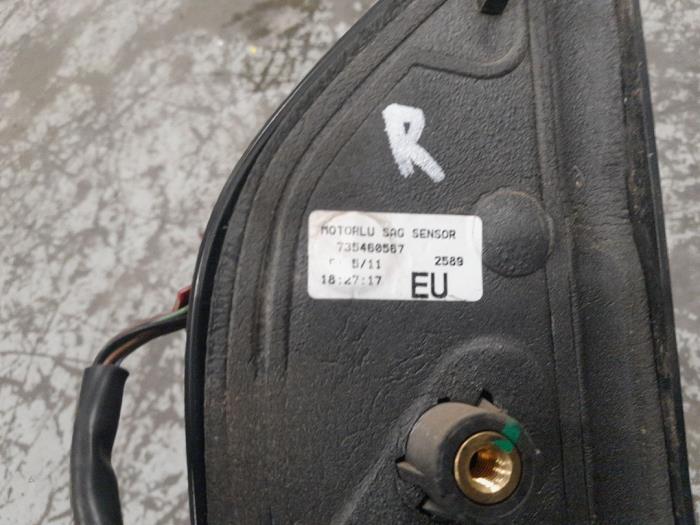 R
MOTORLU SAG SENSOR
735460567
5/11 2589
18:27:17 EU